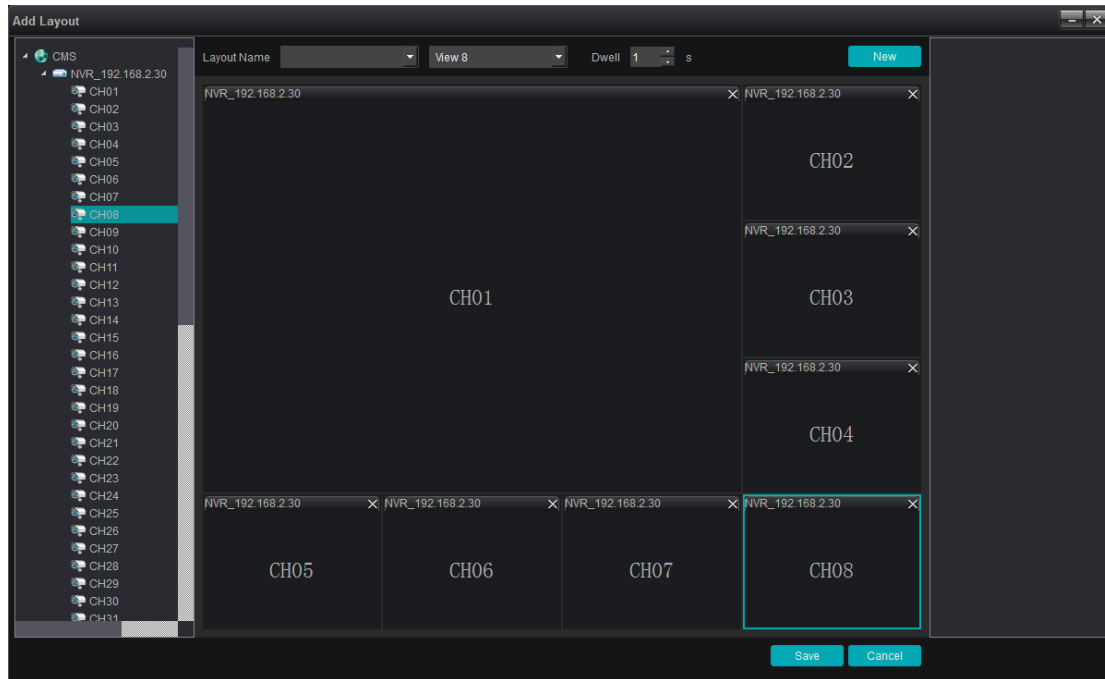 Add Layout
CMS
NVR_192.168.2.30
CH01
CH02
CH03
CH04
CH05
CH06
CH07
CH08
CH09
CH10
CH11
CH12
CH13
CH14
CH15
CH16
CH17
CH18
CH19
CH20
CH21
CH22
CH23
CH24
CH25
CH26
CH27
CH28
CH29
CH30
CH31
Layout Name View 8 Dwell 1 s New
NVR_192.168.2.30
CH01
NVR_192.168.2.30
CH02
NVR_192.168.2.30
CH03
NVR_192.168.2.30
CH04
NVR_192.168.2.30
CH05
NVR_192.168.2.30
CH06
NVR_192.168.2.30
CH07
NVR_192.168.2.30
CH08
Save Cancel